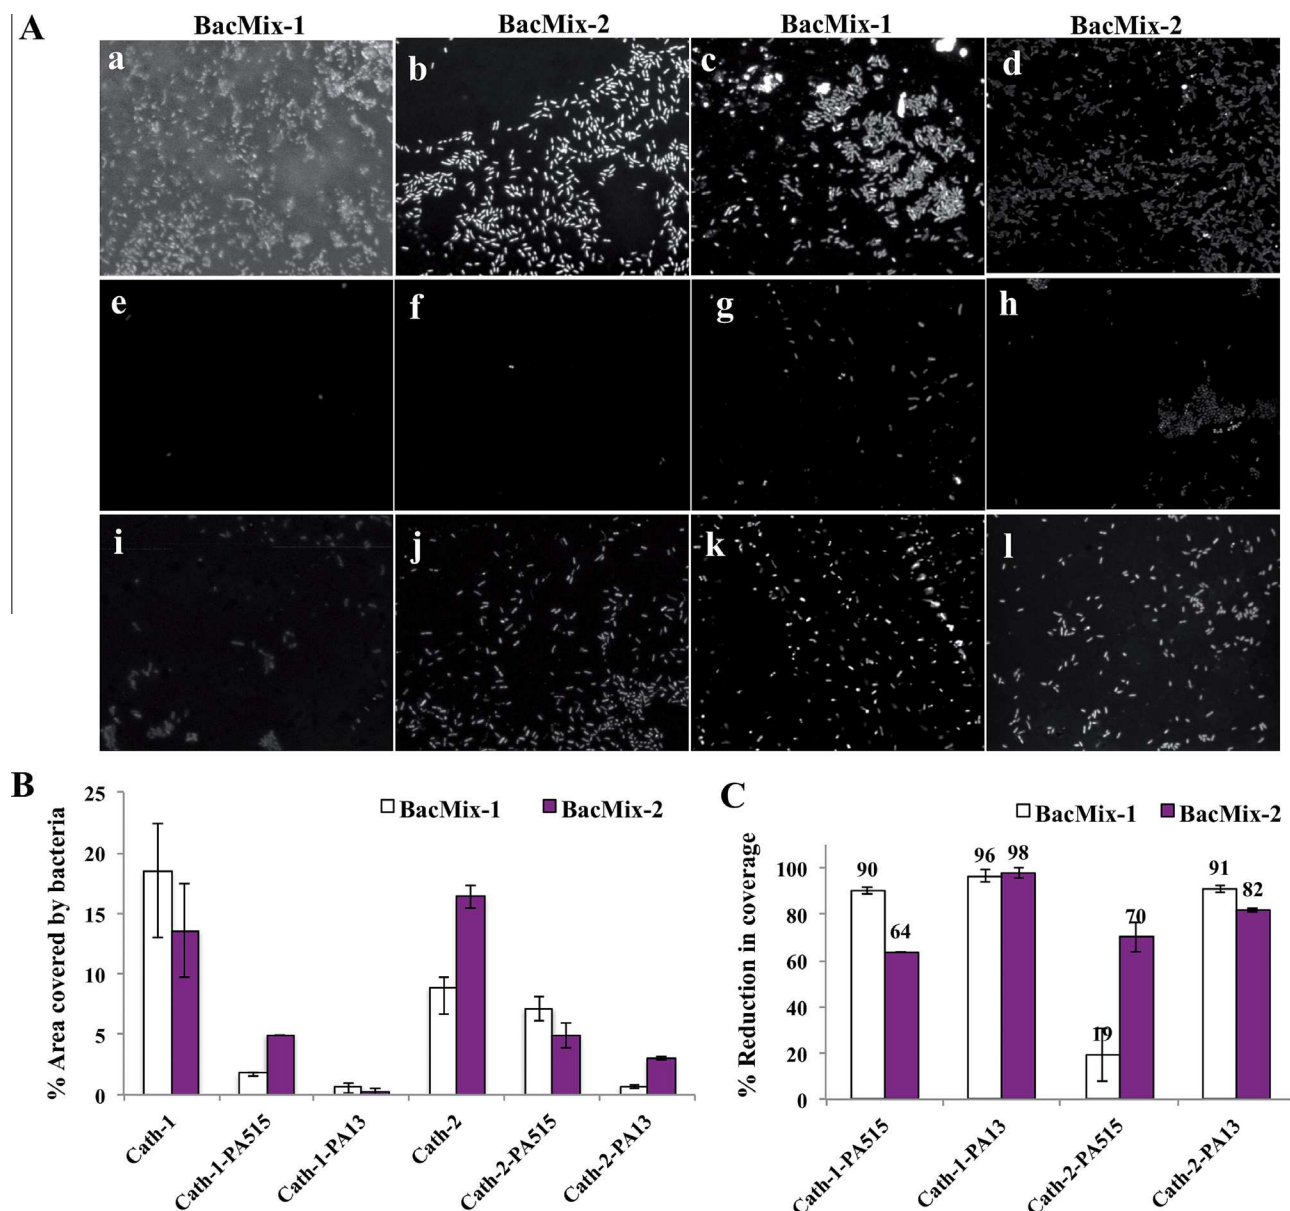 A
BacMix-1 BacMix-2 BacMix-1 BacMix-2
a b c d
e f g h
i j k l
B
% Area covered by bacteria
25
20
15
10
5
0
BacMix-1 BacMix-2
Cath-1 Cath-1-PA515 Cath-1-PA13 Cath-2 Cath-2-PA515 Cath-2-PA13
C
% Reduction in coverage
BacMix-1 BacMix-2
100
80
60
40
20
0
90 64 96 98 19 70 91 82
Cath-1-PA515 Cath-1-PA13 Cath-2-PA515 Cath-2-PA13